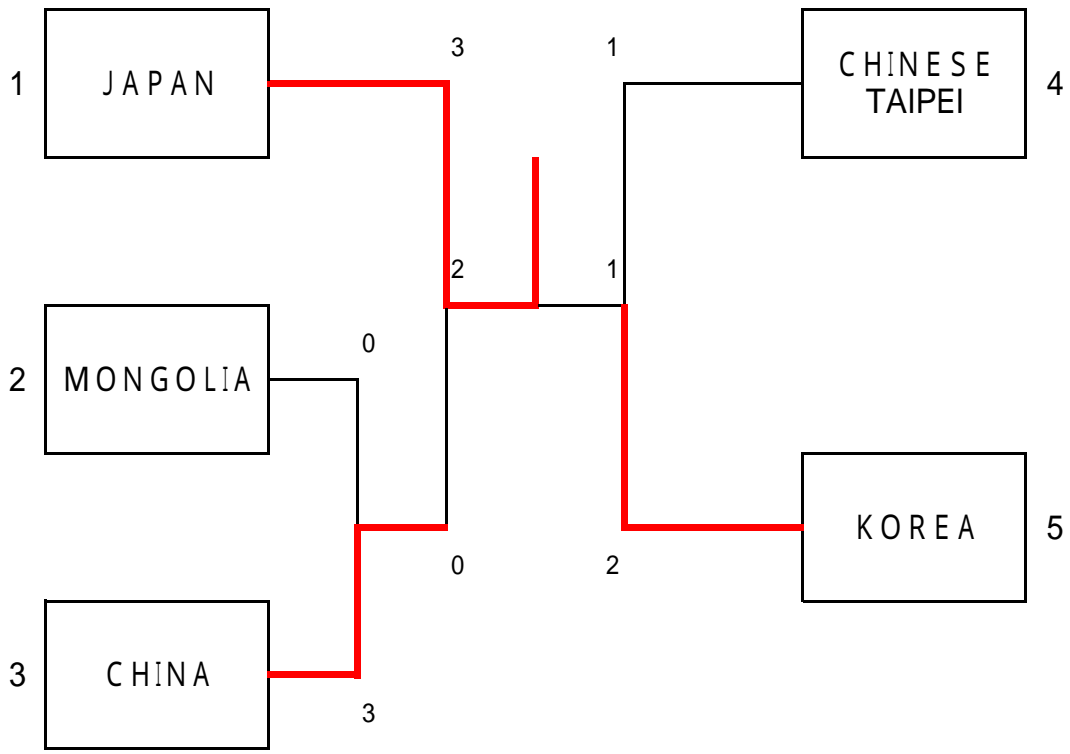 3 1
1 JAPAN CHINESE 4
TAIPEI
2 1
0
2 MONGOLIA
KOREA 5
0 2
3 CHINA
3